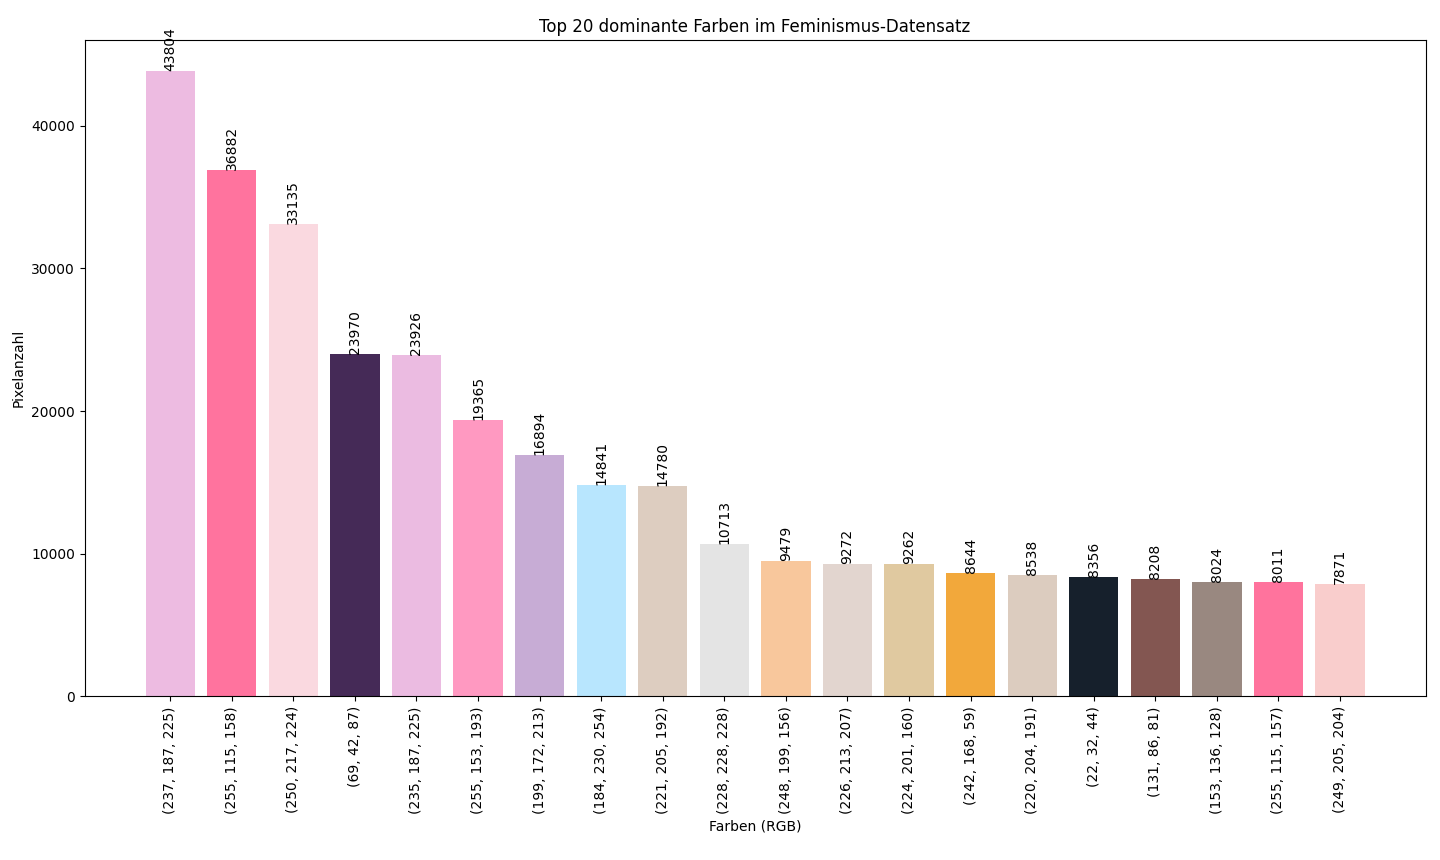 Top 20 dominante Farben im Feminismus-Datensatz
Pixelanzahl
40000
30000
20000
10000
0
43804
36882
33135
23970
23926
19365
16894
14841
14780
10713
9479
9272
9262
8644
8538
8356
8208
8024
8011
7871
(237, 187, 225)
(255, 115, 158)
(250, 217, 224)
(69, 42, 87)
(235, 187, 225)
(255, 153, 193)
(199, 172, 213)
(184, 230, 254)
(221, 205, 192)
(228, 228, 228)
(248, 199, 156)
(226, 213, 207)
(224, 201, 160)
(242, 168, 59)
(220, 204, 191)
(22, 32, 44)
(131, 86, 81)
(153, 136, 128)
(255, 115, 157)
(249, 205, 204)
Farben (RGB)